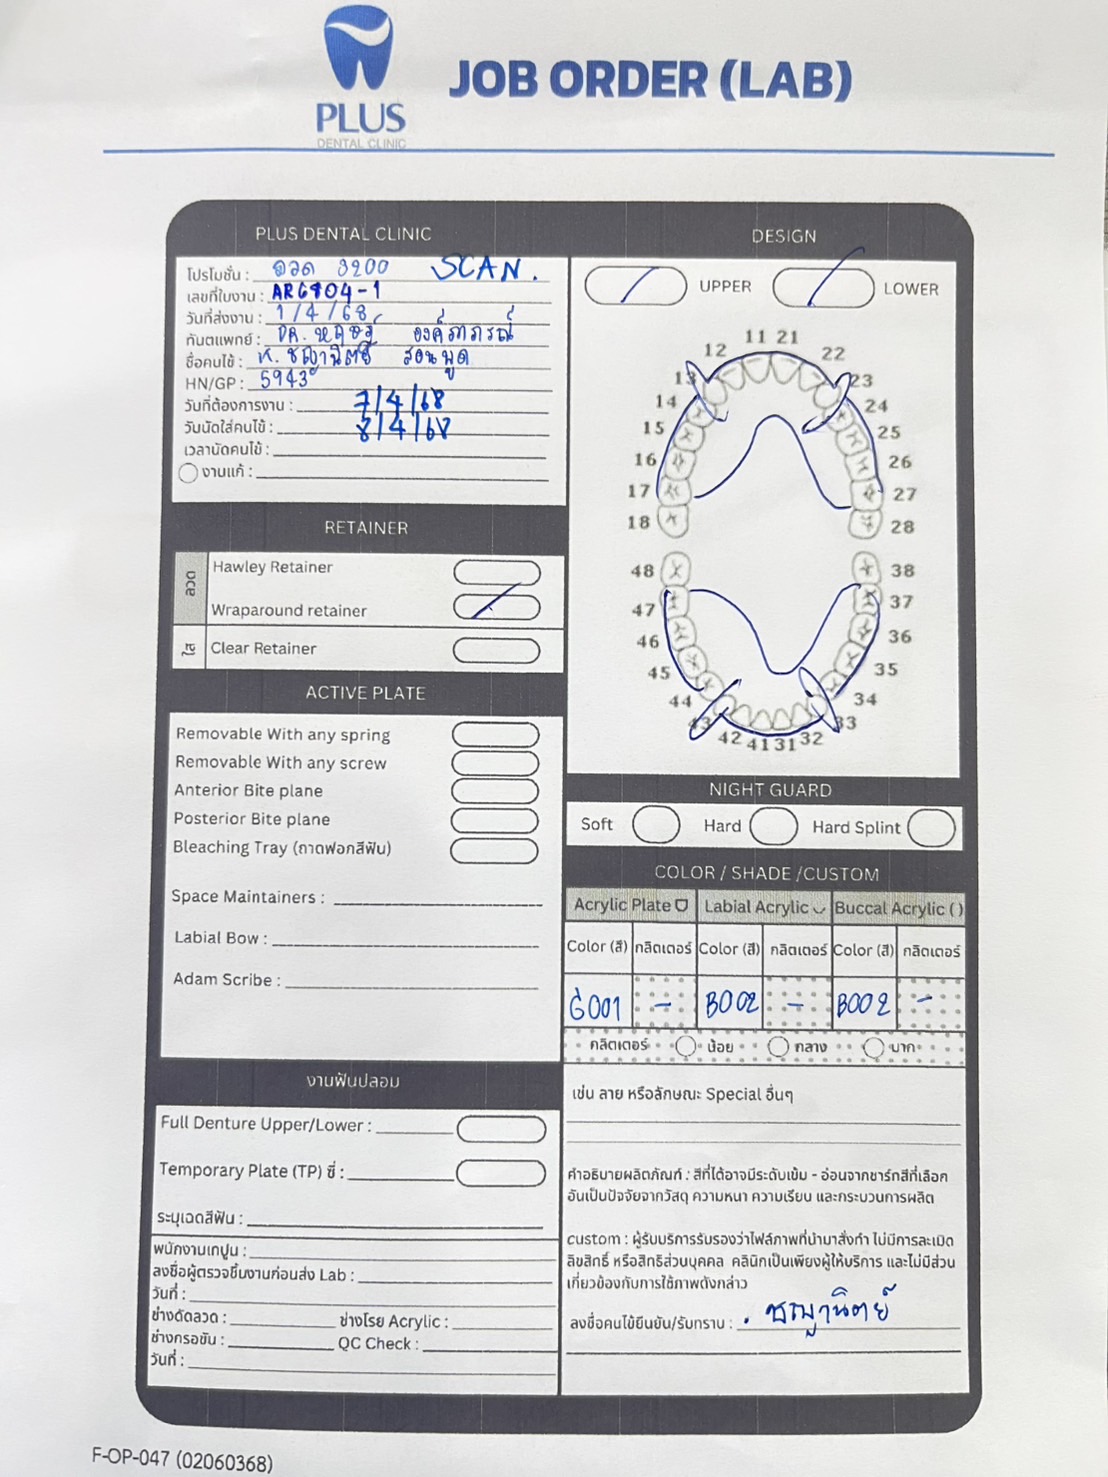 PLUS
DENTAL CLINIC
JOB ORDER (LAB)
PLUS DENTAL CLINIC
โปรโมชั่น : ลวด 3200 SCAN.
เลขที่ใบงาน : AR6804-1
วันที่ส่งงาน : 1/4/68
ทันตแพทย์ : DR. หฤษฎ์ องค์ภาภรณ์
ชื่อคนไข้ : ชญานิตย์
HN/GP : 5943
วันที่ต้องการงาน : 7/4/68
วันนัดใส่คนไข้ : 8/4/68
เวลานัดคนไข้ :
งานแก้ :
RETAINER
ลวด
Hawley Retainer
Wraparound retainer
ใส
Clear Retainer
ACTIVE PLATE
Removable With any spring
Removable With any screw
Anterior Bite plane
Posterior Bite plane
Bleaching Tray (ถาดฟอกสีฟัน)
Space Maintainers :
Labial Bow :
Adam Scribe :
งานฟันปลอม
Full Denture Upper/Lower :
Temporary Plate (TP) ซี่ :
ระบุเฉดสีฟัน :
พนักงานเทปูน :
ลงชื่อผู้ตรวจชิ้นงานก่อนส่ง Lab :
วันที่ :
ช่างดัดลวด : ช่างโรย Acrylic :
ช่างกรอขัน : QC Check :
วันที่ :
DESIGN
UPPER LOWER
11 21
12 22
13 23
14 24
15 25
16 26
17 27
18 28
48 38
47 37
46 36
45 35
44 34
43 33
42 41 31 32
NIGHT GUARD
Soft Hard Hard Splint
COLOR / SHADE /CUSTOM
Acrylic Plate Labial Acrylic Buccal Acrylic ( )
Color (สี) กลิตเตอร์ Color (สี) กลิตเตอร์ Color (สี) กลิตเตอร์
G001 - B002 - B002 -
กลิตเตอร์ น้อย กลาง มาก
เช่น ลาย หรือลักษณะ Special อื่นๆ
คำอธิบายผลิตภัณฑ์ : สีที่ได้อาจมีระดับเข้ม - อ่อนจากชาร์ทสีที่เลือก
อันเป็นปัจจัยจากวัสดุ ความหนา ความเรียบ และกระบวนการผลิต
custom : ผู้รับบริการรับรองว่าไฟล์ภาพที่นำมาสั่งทำ ไม่มีการละเมิด
ลิขสิทธิ์ หรือสิทธิส่วนบุคคล คลินิกเป็นเพียงผู้ให้บริการ และไม่มีส่วน
เกี่ยวข้องกับการใช้ภาพดังกล่าว
ลงชื่อคนไข้ยืนยัน/รับทราบ : ชญานิตย์
F-OP-047 (02060368)